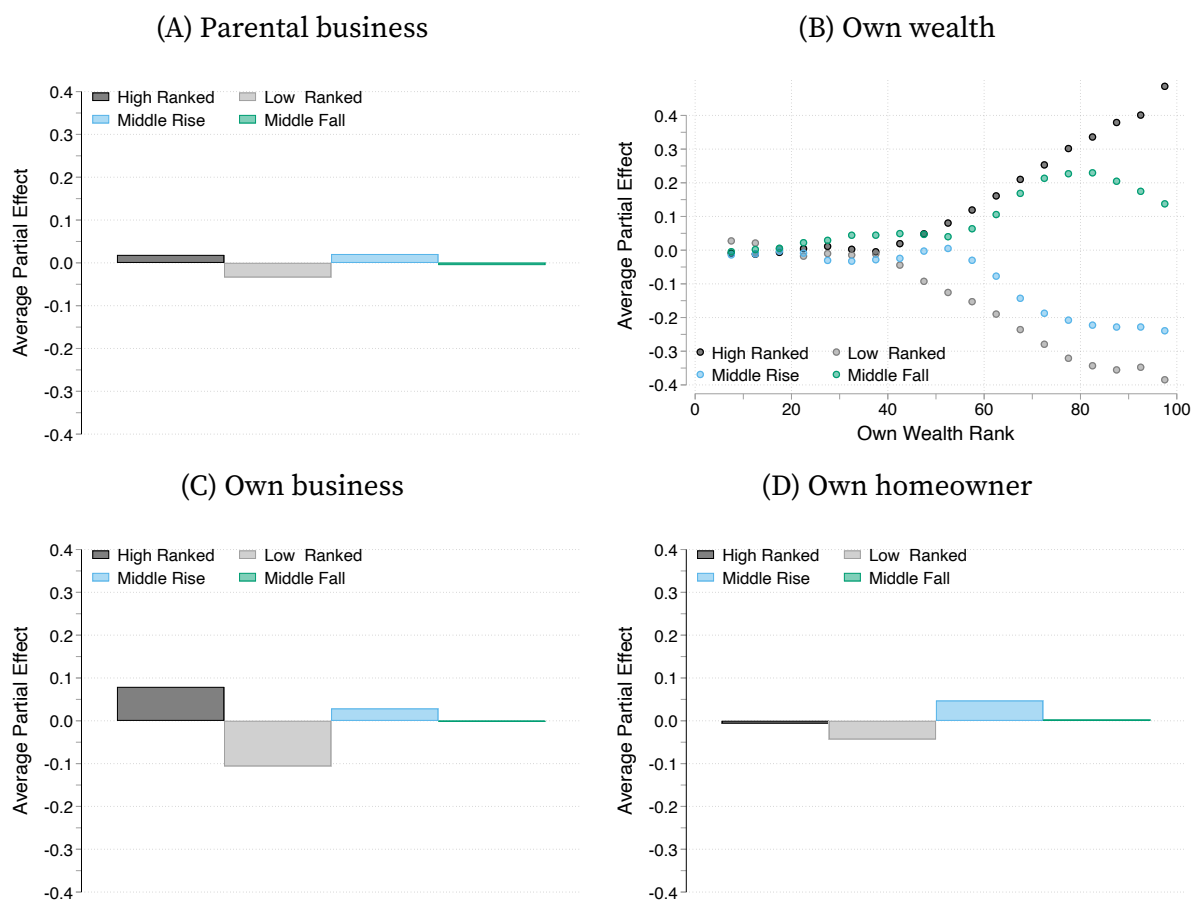 (A) Parental business
Average Partial Effect
0.4
0.3
0.2
0.1
0.0
-0.1
-0.2
-0.3
-0.4
High Ranked
Low Ranked
Middle Rise
Middle Fall
(B) Own wealth
Average Partial Effect
0.4
0.3
0.2
0.1
0.0
-0.1
-0.2
-0.3
-0.4
High Ranked
Low Ranked
Middle Rise
Middle Fall
0 20 40 60 80 100
Own Wealth Rank
(C) Own business
Average Partial Effect
0.4
0.3
0.2
0.1
0.0
-0.1
-0.2
-0.3
-0.4
High Ranked
Low Ranked
Middle Rise
Middle Fall
(D) Own homeowner
Average Partial Effect
0.4
0.3
0.2
0.1
0.0
-0.1
-0.2
-0.3
-0.4
High Ranked
Low Ranked
Middle Rise
Middle Fall